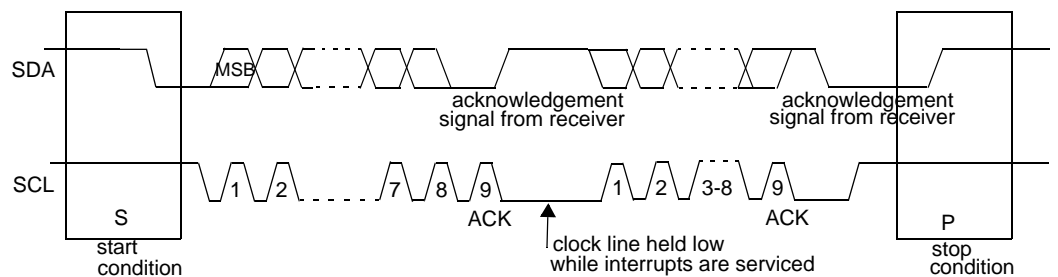 SDA
MSB
acknowledgement
signal from receiver
acknowledgement
signal from receiver
SCL
1 2 7 8 9 1 2 3-8 9
ACK
ACK
S
P
start
condition
clock line held low
while interrupts are serviced
stop
condition